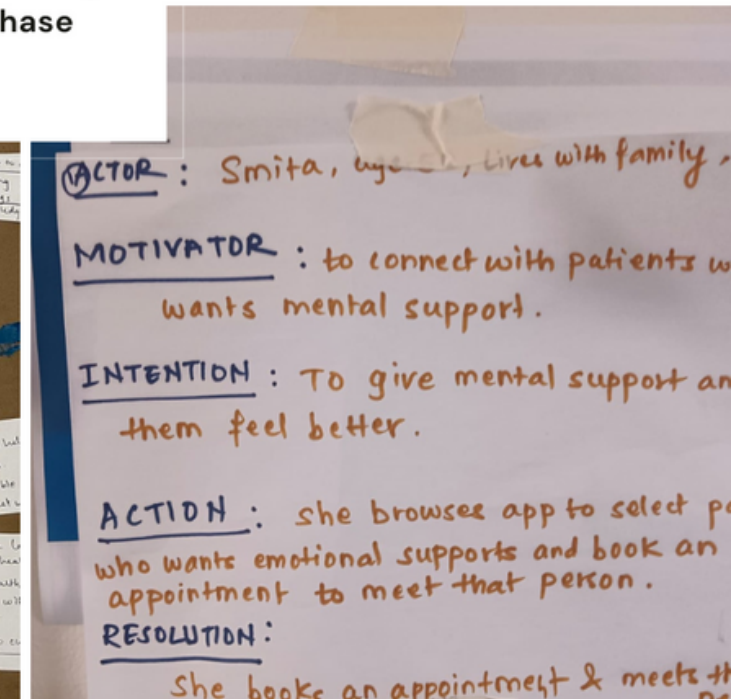 hase
ACTOR : Smita, age , lives with family,
MOTIVATOR : to connect with patients
wants mental support.
INTENTION : To give mental support
them feel better.
ACTION : she browses app to select
who wants emotional supports and book an
appointment to meet that person.
RESOLUTION :
She books an appointment & meets